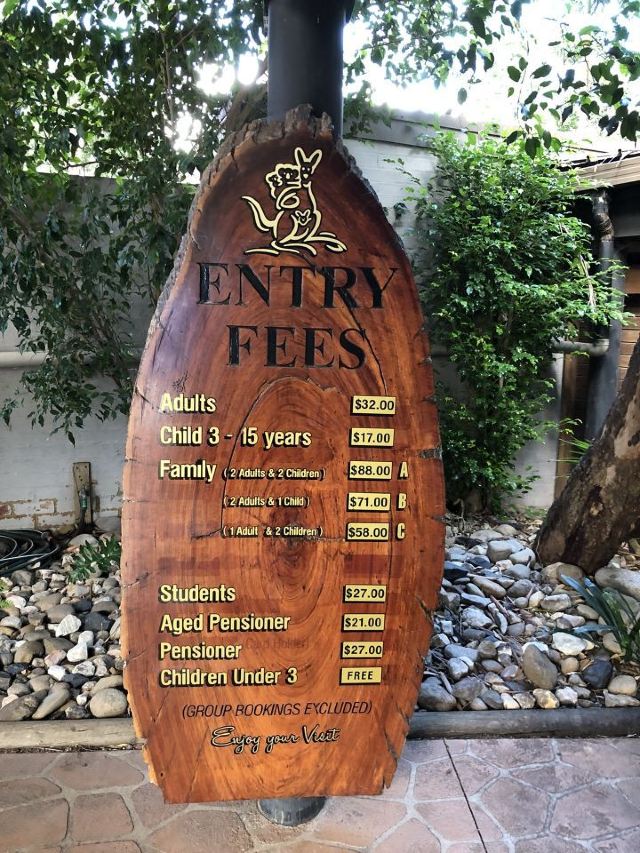 ENTRY
FEES
Adults $32.00
Child 3 - 15 years $17.00
Family (2 Adults & 2 Children) $88.00 A
(2 Adults & 1 Child) $71.00 B
(1 Adult & 2 Children) $58.00 C
Students $27.00
Aged Pensioner $21.00
Pensioner $27.00
Children Under 3 FREE
(GROUP BOOKINGS EXCLUDED)
Enjoy your Visit